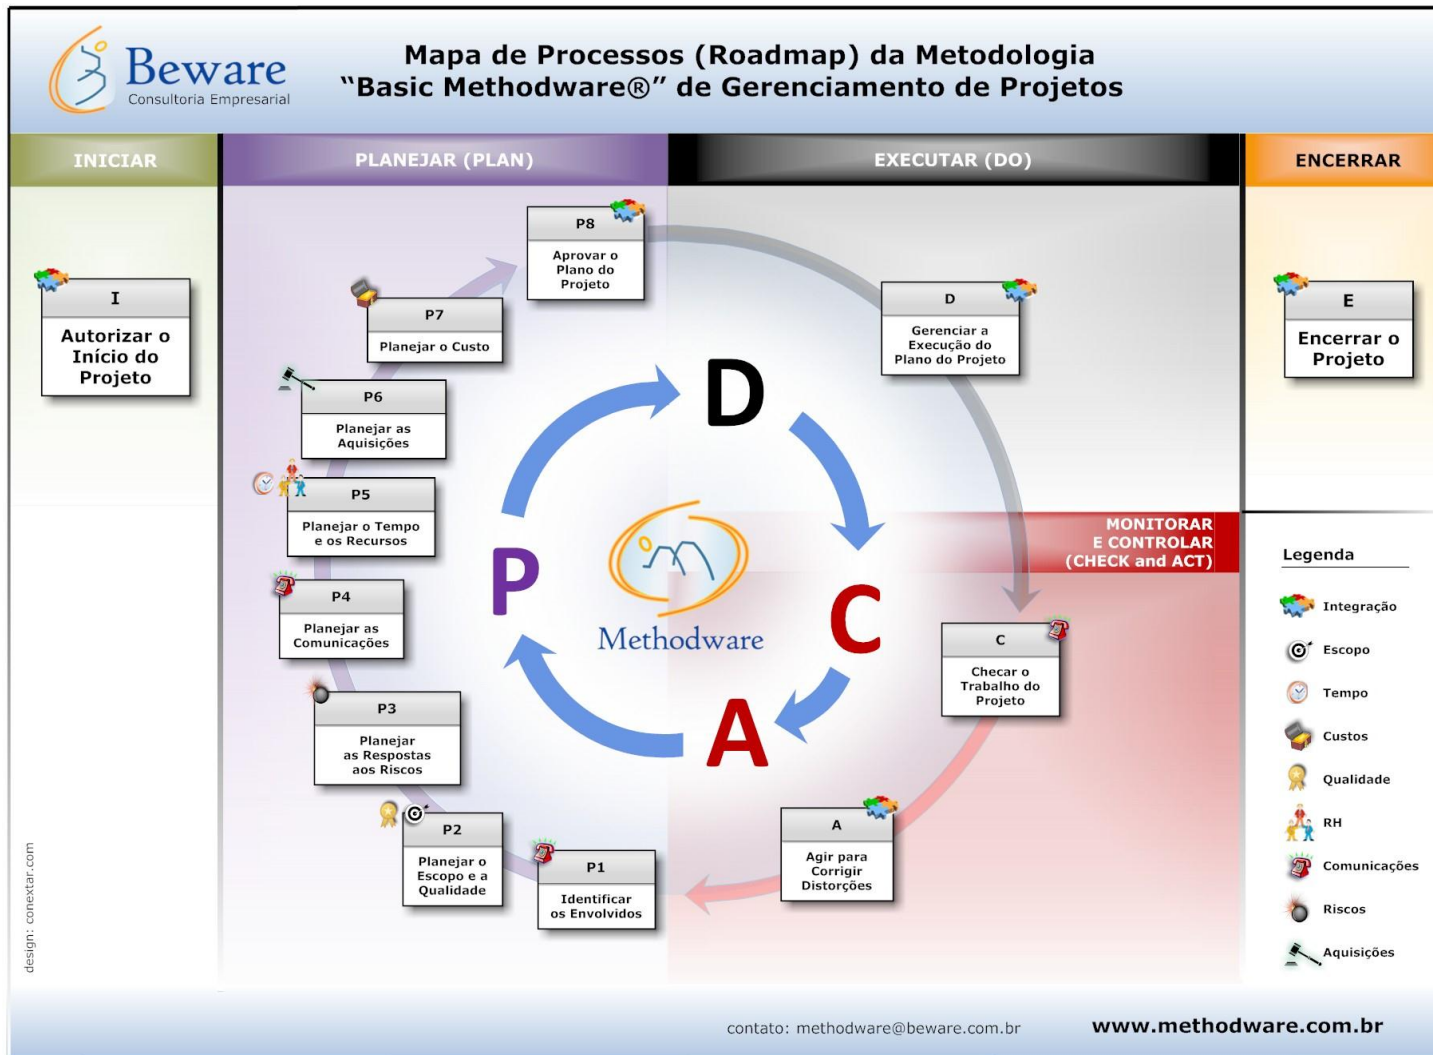 Beware
Consultoria Empresarial
Mapa de Processos (Roadmap) da Metodologia
“Basic Methodware®” de Gerenciamento de Projetos
INICIAR
PLANEJAR (PLAN)
EXECUTAR (DO)
ENCERRAR
I
Autorizar o
Início do
Projeto
P8
Aprovar o
Plano do
Projeto
P7
Planejar o Custo
P6
Planejar as
Aquisições
P5
Planejar o Tempo
e os Recursos
P4
Planejar as
Comunicações
P3
Planejar
as Respostas
aos Riscos
P2
Planejar o
Escopo e a
Qualidade
P1
Identificar
os Envolvidos
D
P
C
A
Methodware
D
Gerenciar a
Execução do
Plano do Projeto
MONITORAR
E CONTROLAR
(CHECK and ACT)
C
Checar o
Trabalho do
Projeto
A
Agir para
Corrigir
Distorções
E
Encerrar o
Projeto
Legenda
Integração
Escopo
Tempo
Custos
Qualidade
RH
Comunicações
Riscos
Aquisições
design: conextar.com
contato: methodware@beware.com.br
www.methodware.com.br